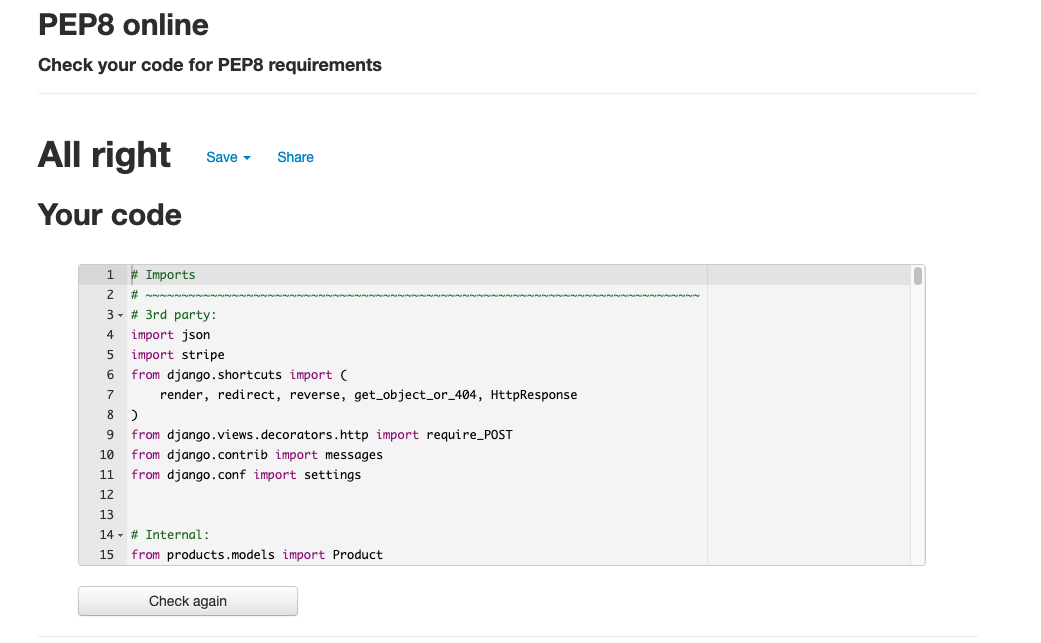 PEP8 online
Check your code for PEP8 requirements
All right Save Share
Your code
1 # Imports
2 # ~~~~~~~~~~~~~~~~~~~~~~~~~~~~~~~~~~~~~~~~~~~~~~~~~~~~~~~~~~~~~~~~~~~~~~~~~~~~~
3 # 3rd party:
4 import json
5 import stripe
6 from django.shortcuts import (
7     render, redirect, reverse, get_object_or_404, HttpResponse
8 )
9 from django.views.decorators.http import require_POST
10 from django.contrib import messages
11 from django.conf import settings
12
13
14 # Internal:
15 from products.models import Product
Check again